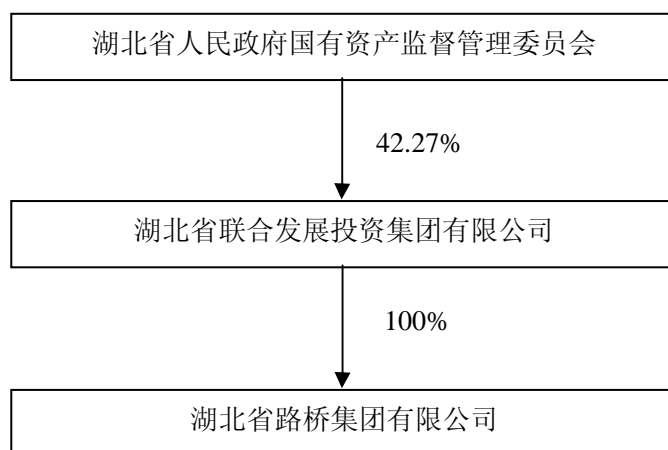 湖北省人民政府国有资产监督管理委员会
42.27%
湖北省联合发展投资集团有限公司
100%
湖北省路桥集团有限公司